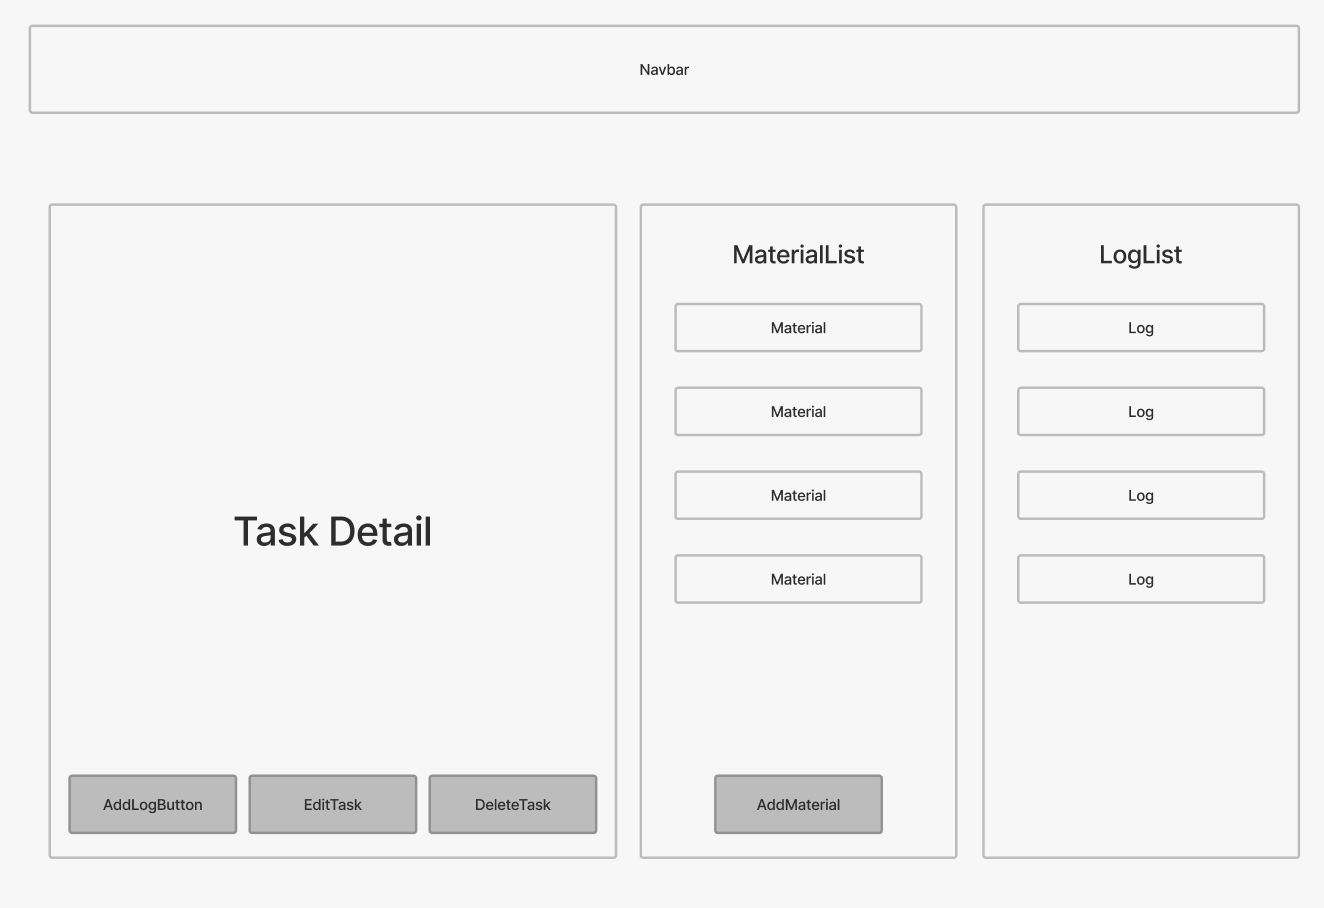 Navbar
Task Detail
AddLogButton
EditTask
DeleteTask
MaterialList
Material
Material
Material
Material
AddMaterial
LogList
Log
Log
Log
Log